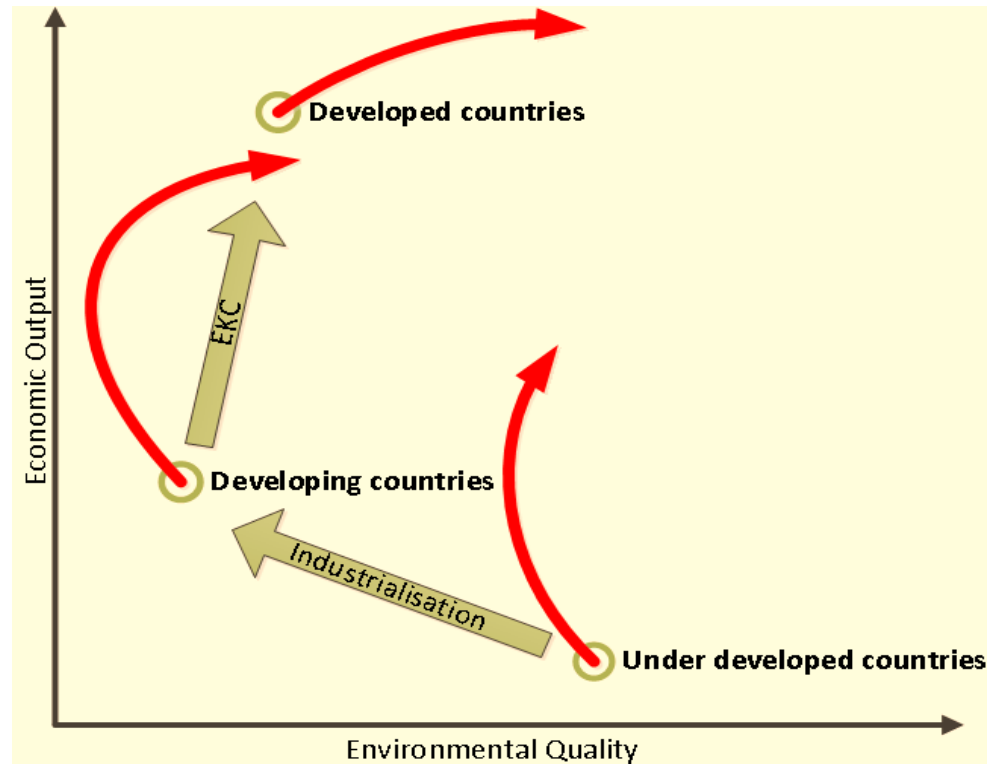 Developed countries
EKC
Economic Output
Developing countries
Industrialisation
Under developed countries
Environmental Quality